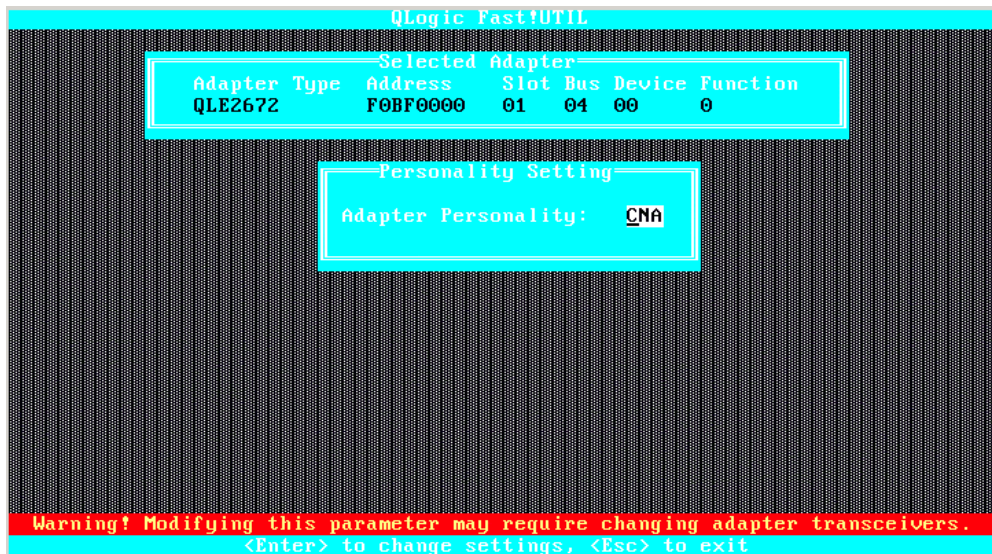 QLogic Fast!UTIL
Selected Adapter
Adapter Type Address Slot Bus Device Function
QLE2672 F0BF0000 01 04 00 0
Personality Setting
Adapter Personality: CNA
Warning! Modifying this parameter may require changing adapter transceivers.
<Enter> to change settings, <Esc> to exit